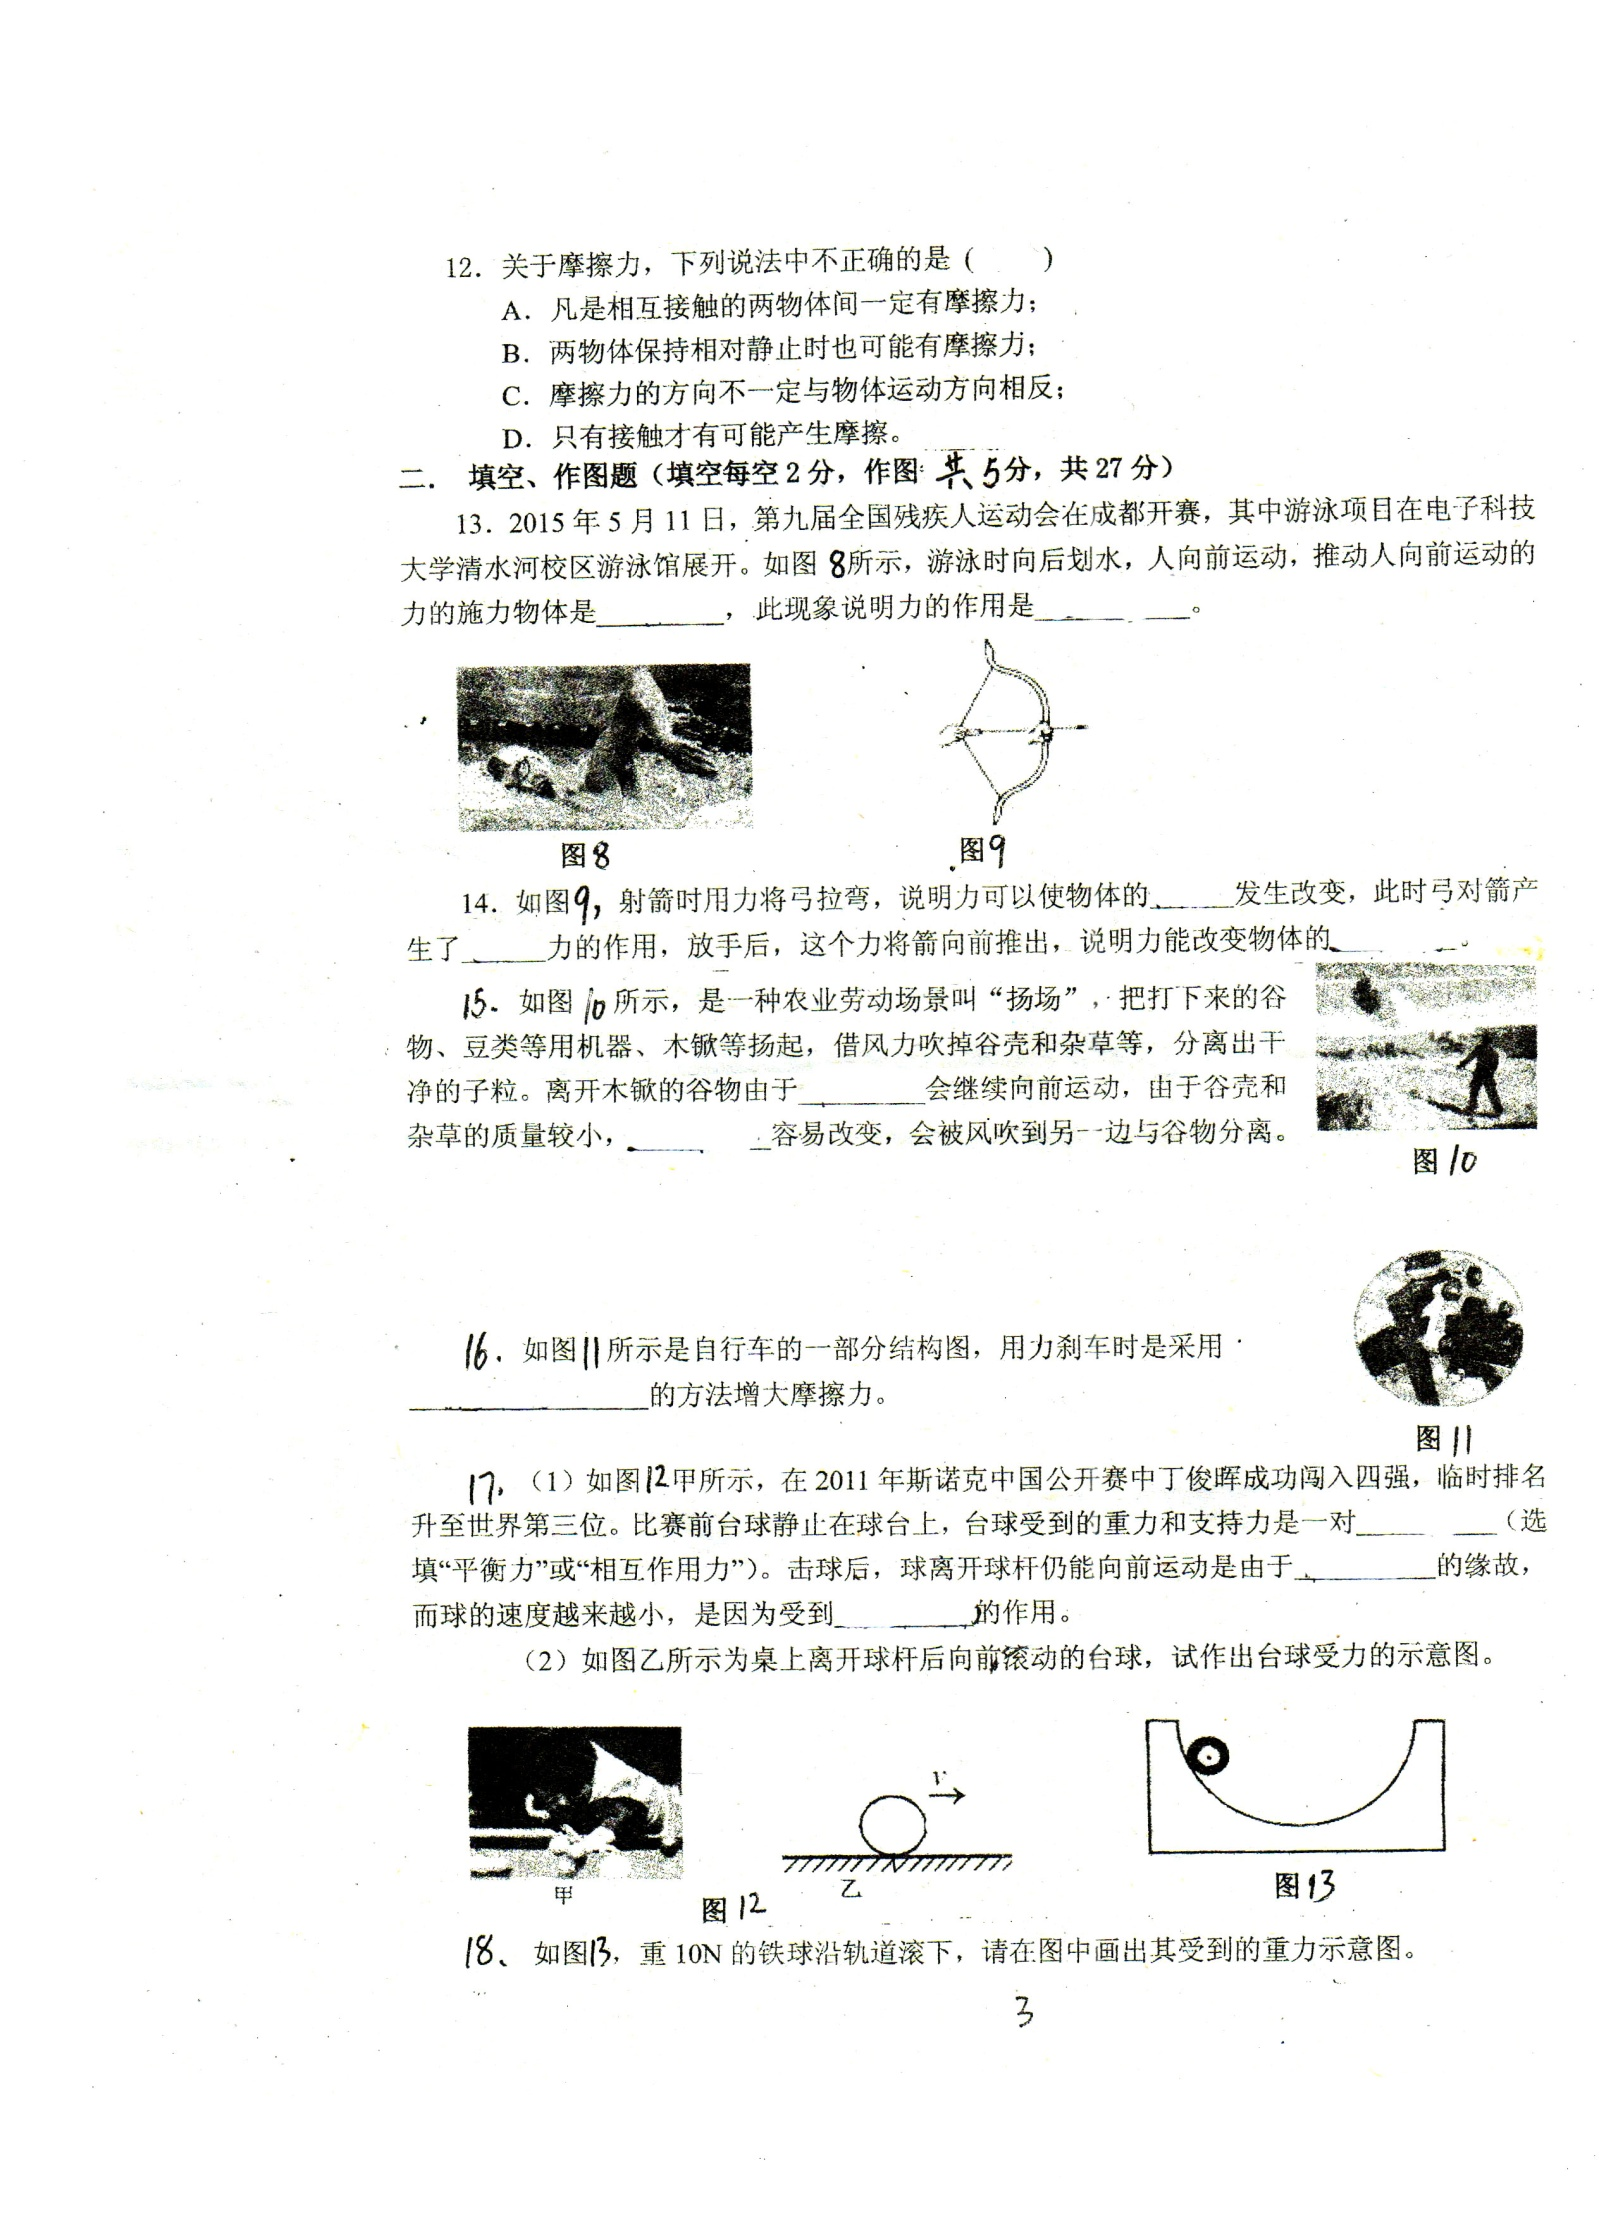 12．关于摩擦力，下列说法中不正确的是（　　）
A．凡是相互接触的两物体间一定有摩擦力；
B．两物体保持相对静止时也可能有摩擦力；
C．摩擦力的方向不一定与物体运动方向相反；
D．只有接触才有可能产生摩擦。
二．　填空、作图题（填空每空2分，作图共5分，共27分）
13．2015年5月11日，第九届全国残疾人运动会在成都开赛，其中游泳项目在电子科技
大学清水河校区游泳馆展开。如图8所示，游泳时向后划水，人向前运动，推动人向前运动的
力的施力物体是________，此现象说明力的作用是__________。
图8
图9
14．如图9，射箭时用力将弓拉弯，说明力可以使物体的______发生改变，此时弓对箭产
生了______力的作用，放手后，这个力将箭向前推出，说明力能改变物体的________。
15．如图10所示，是一种农业劳动场景叫“扬场”，把打下来的谷
物、豆类等用机器、木锨等扬起，借风力吹掉谷壳和杂草等，分离出干
净的子粒。离开木锨的谷物由于________会继续向前运动，由于谷壳和
杂草的质量较小，________容易改变，会被风吹到另一边与谷物分离。
图10
16．如图11所示是自行车的一部分结构图，用力刹车时是采用
________________的方法增大摩擦力。
图11
17，（1）如图12甲所示，在2011年斯诺克中国公开赛中丁俊晖成功闯入四强，临时排名
升至世界第三位。比赛前台球静止在球台上，台球受到的重力和支持力是一对________（选
填“平衡力”或“相互作用力”）。击球后，球离开球杆仍能向前运动是由于________的缘故，
而球的速度越来越小，是因为受到________的作用。
（2）如图乙所示为桌上离开球杆后向前滚动的台球，试作出台球受力的示意图。
v
甲
乙
图12
图13
18、如图13，重10N的铁球沿轨道滚下，请在图中画出其受到的重力示意图。
3